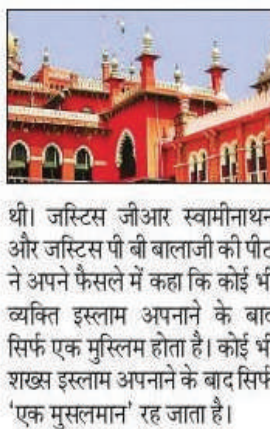 थी। जस्टिस जीआर स्वामीनाथन
और जस्टिस पी बी बालाजी की पीठ
ने अपने फैसले में कहा कि कोई भी
व्यक्ति इस्लाम अपनाने के बाद
सिर्फ एक मुस्लिम होता है। कोई भी
शख्स इस्लाम अपनाने के बाद सिर्फ
‘एक मुसलमान’ रह जाता है।